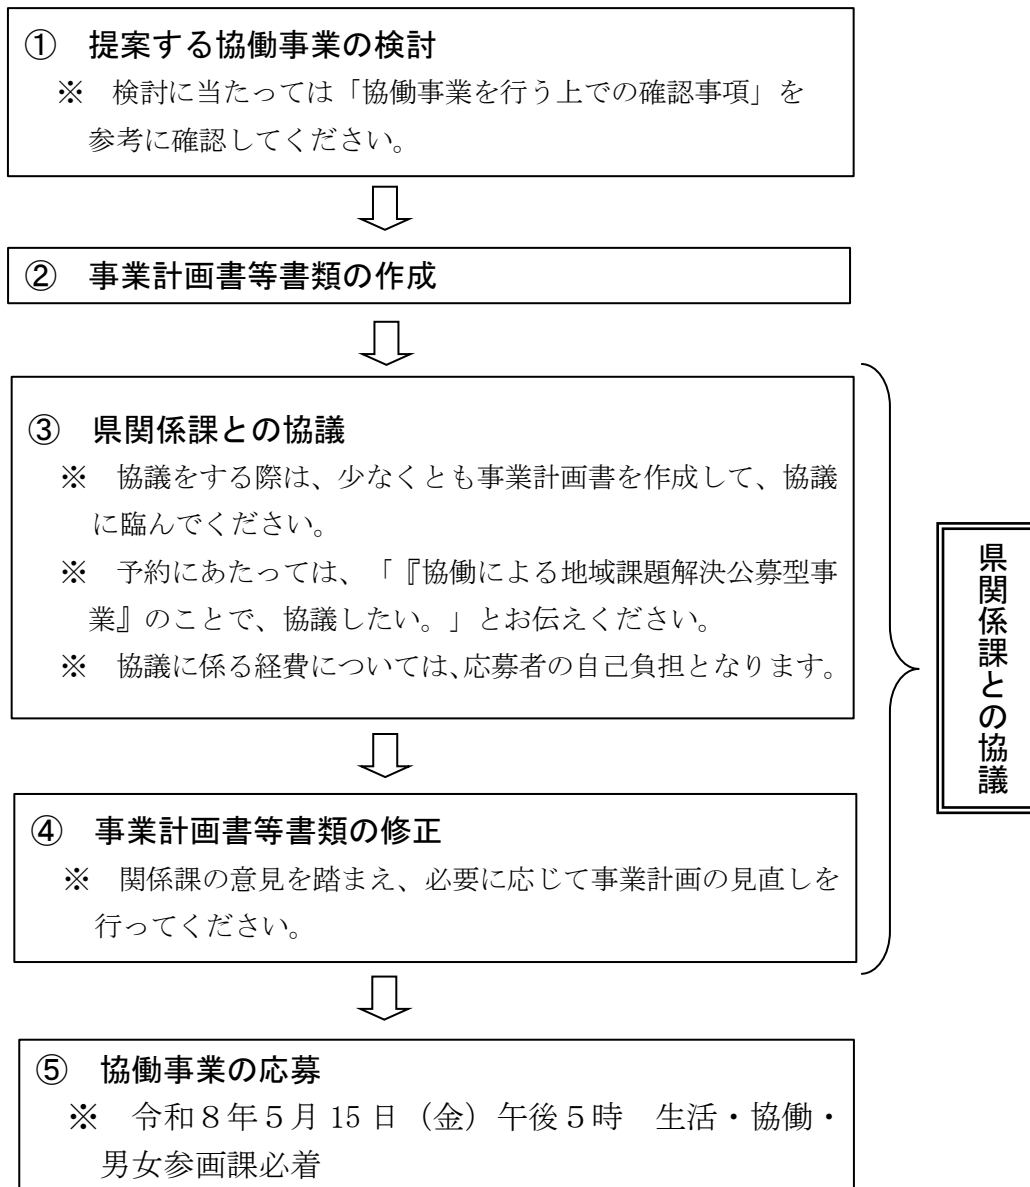 ① 提案する協働事業の検討
※ 検討に当たっては「協働事業を行う上での確認事項」を
参考に確認してください。
② 事業計画書等書類の作成
③ 県関係課との協議
※ 協議をする際は、少なくとも事業計画書を作成して、協議
に臨んでください。
※ 予約にあたっては、「『協働による地域課題解決公募型事
業』のことで、協議したい。」とお伝えください。
※ 協議に係る経費については、応募者の自己負担となります。
④ 事業計画書等書類の修正
※ 関係課の意見を踏まえ、必要に応じて事業計画の見直しを
行ってください。
県関係課との協議
⑤ 協働事業の応募
※ 令和8年5月15日(金)午後5時 生活・協働・
男女参画課必着